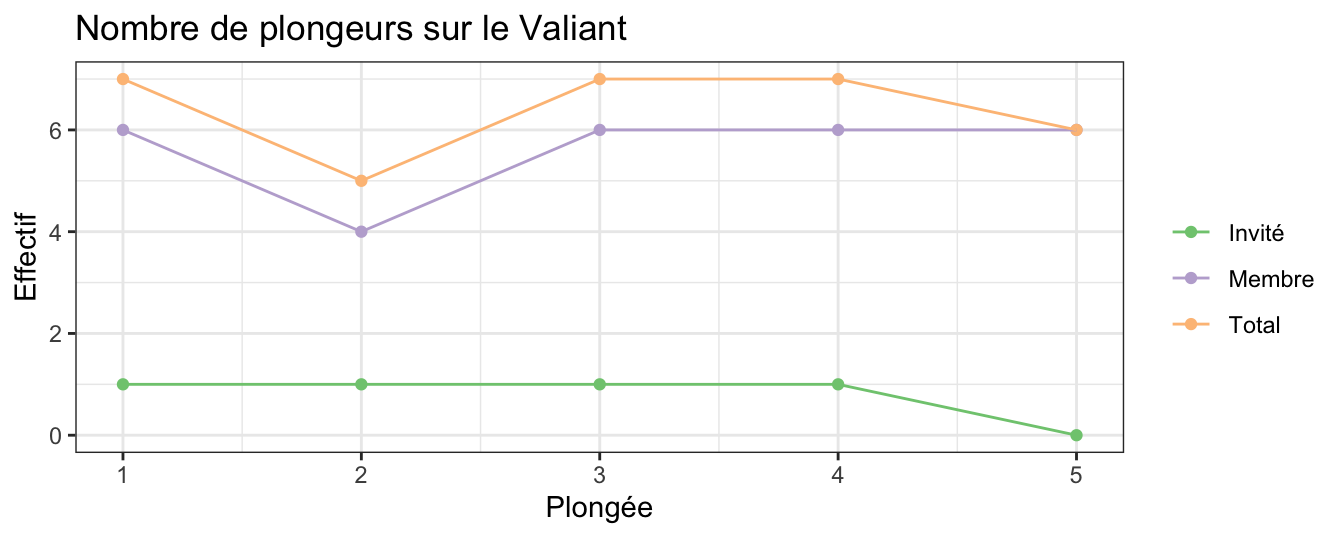 Nombre de plongeurs sur le Valiant
Effectif
6
4
2
0
1 2 3 4 5
Plongée
Invité
Membre
Total